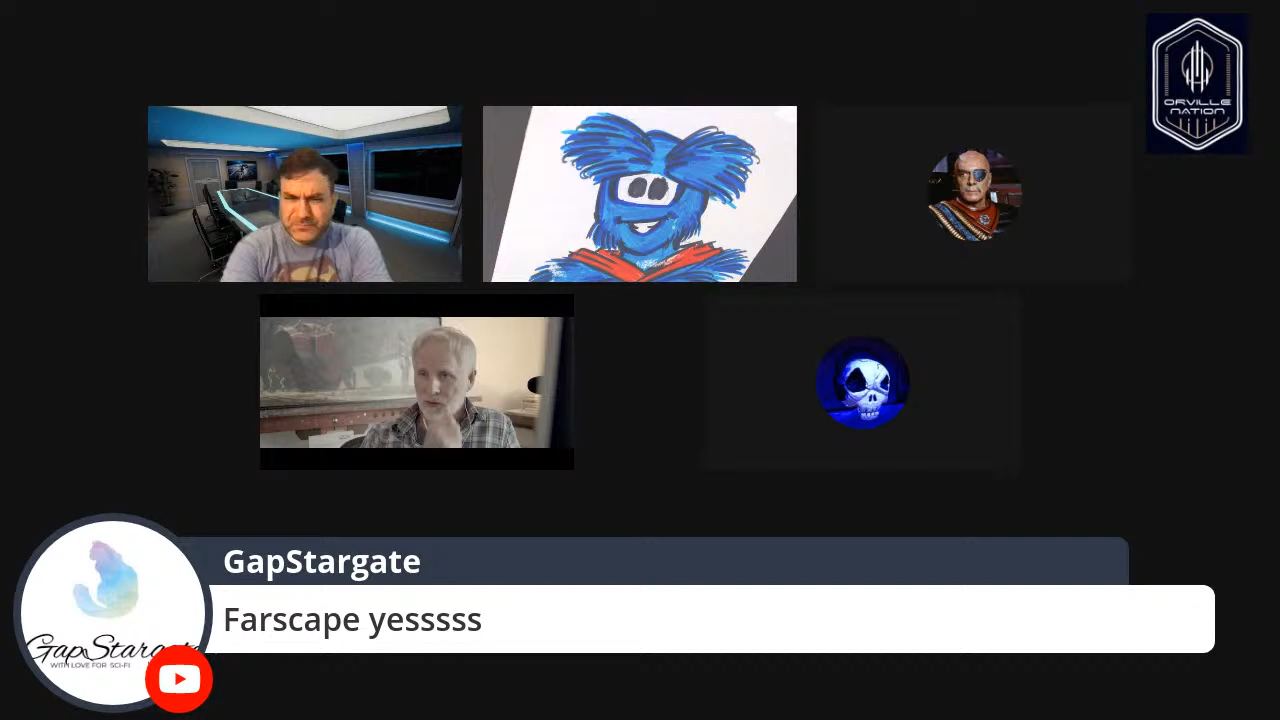 ORVILLE
NATION
GapStargate
Farscape yesssss
GapStargate
WITH LOVE FOR SCI-FI